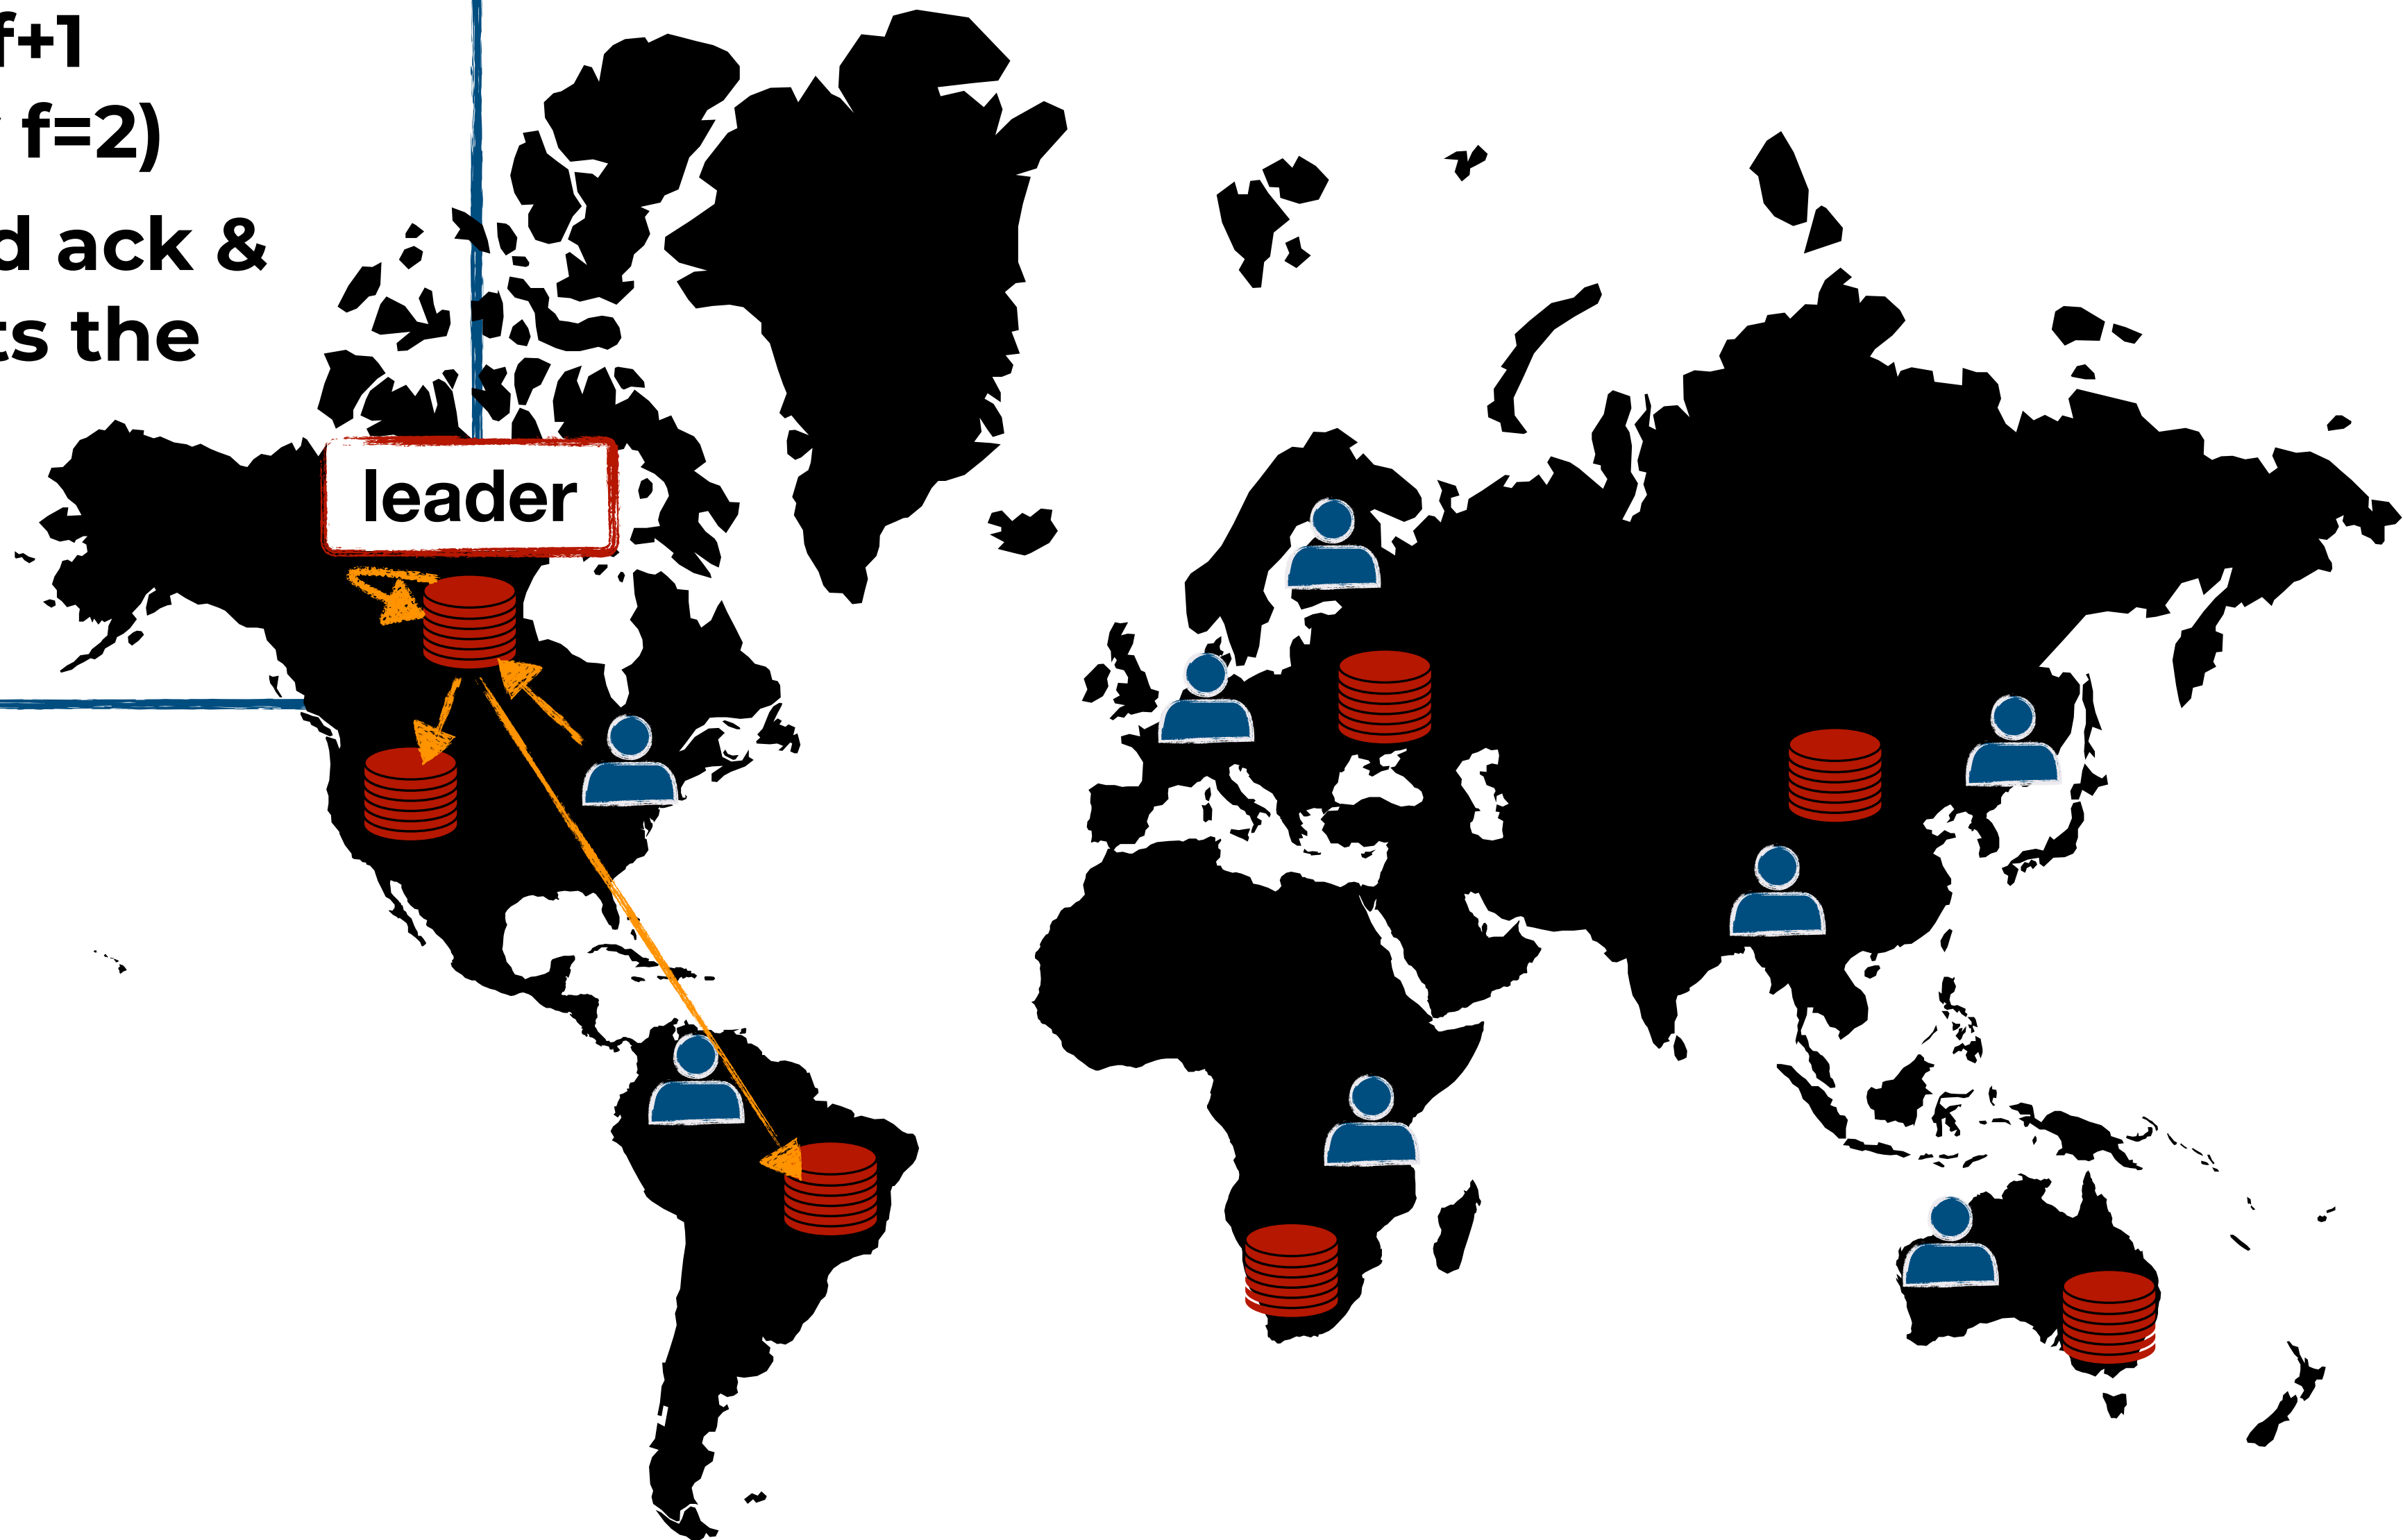 f+1
f=2))
ack &
the
leader